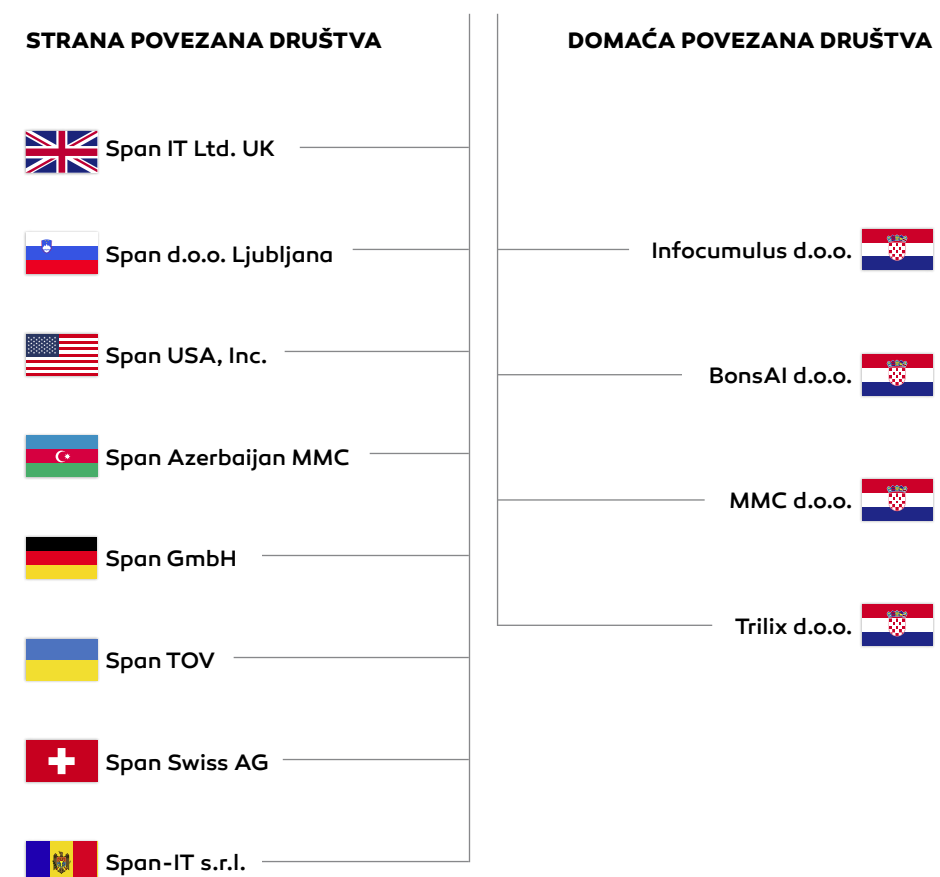 STRANA POVEZANA DRUŠTVA
Span IT Ltd. UK
Span d.o.o. Ljubljana
Span USA, Inc.
Span Azerbaijan MMC
Span GmbH
Span TOV
Span Swiss AG
Span-IT s.r.l.
DOMAĆA POVEZANA DRUŠTVA
Infocumulus d.o.o.
BonsAI d.o.o.
MMC d.o.o.
Trilix d.o.o.